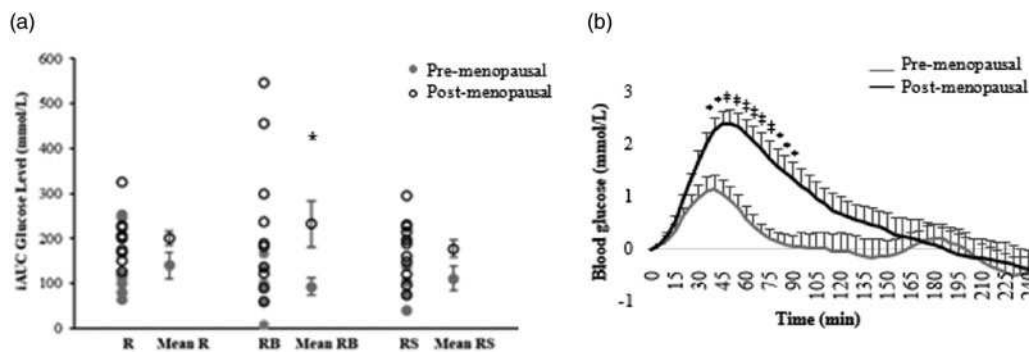 (a)
600
500
400
300
200
100
0
iAUC Glucose Level (mmol/L)
Pre-menopausal
Post-menopausal
*
R Mean R RB Mean RB RS Mean RS
(b)
Pre-menopausal
Post-menopausal
3
2
1
0
-1
Blood glucose (mmol/L)
* * ‡ ‡ ‡ ‡ ‡ ‡ * * *
0 15 30 45 60 75 90 105 120 135 150 165 180 195 210 225 240
Time (min)